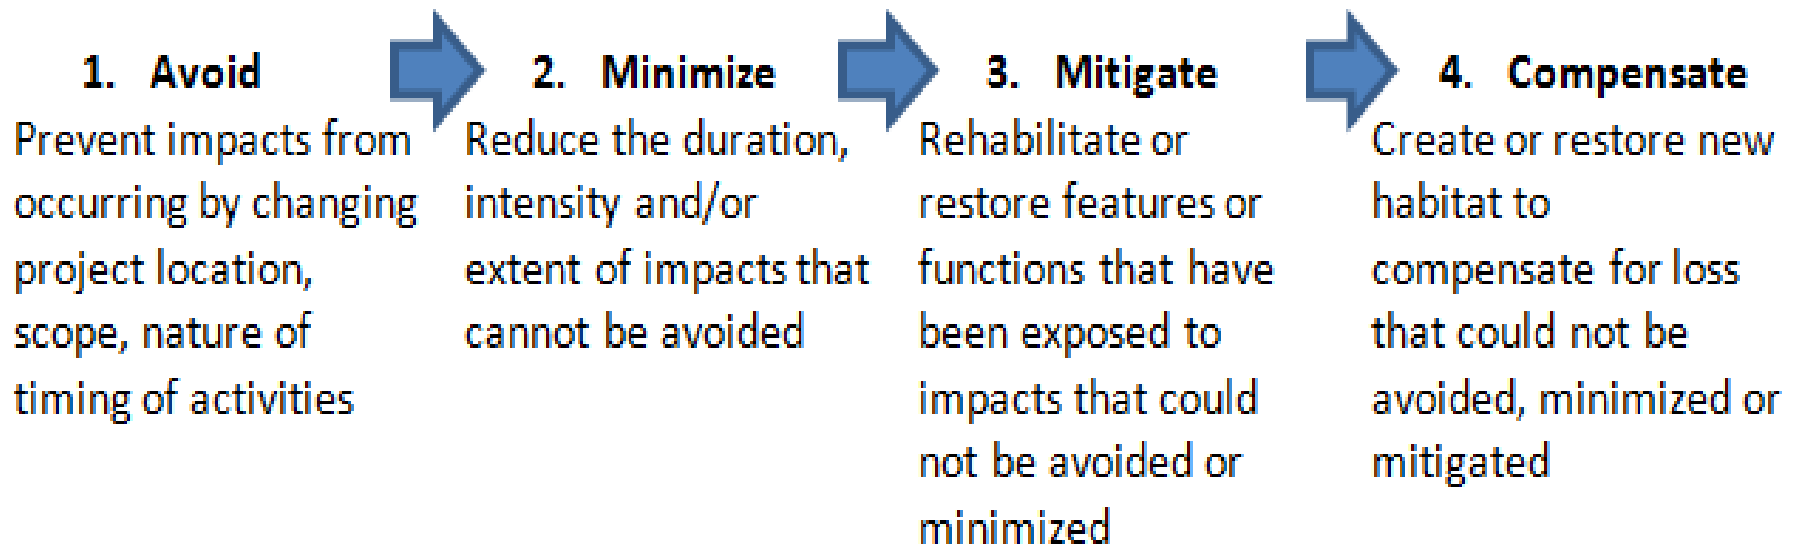 1. Avoid
Prevent impacts from
occurring by changing
project location,
scope, nature of
timing of activities
2. Minimize
Reduce the duration,
intensity and/or
extent of impacts that
cannot be avoided
3. Mitigate
Rehabilitate or
restore features or
functions that have
been exposed to
impacts that could
not be avoided or
minimized
4. Compensate
Create or restore new
habitat to
compensate for loss
that could not be
avoided, minimized or
mitigated